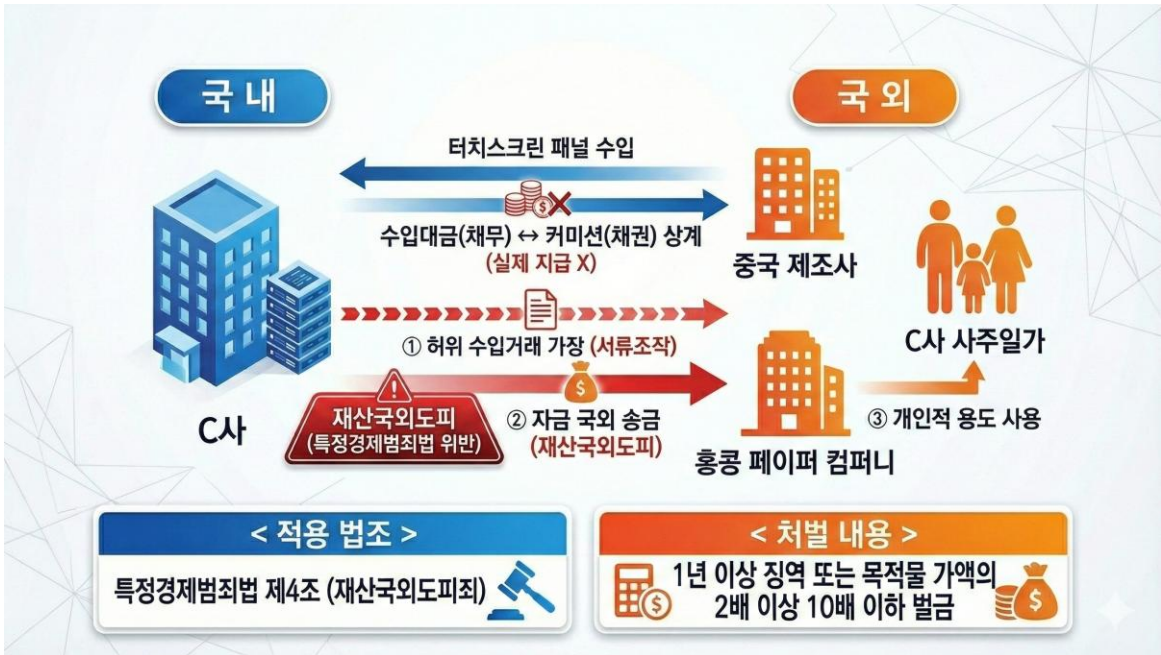 국내
국외
터치스크린 패널 수입
수입대금(채무) ↔ 커미션(채권) 상계
(실제 지급 X)
중국 제조사
① 허위 수입거래 가장 (서류조작)
C사 사주일가
재산국외도피
(특정경제범죄법 위반)
② 자금 국외 송금
(재산국외도피)
③ 개인적 용도 사용
C사
홍콩 페이퍼 컴퍼니
< 적용 법조 >
특정경제범죄법 제4조 (재산국외도피죄)
< 처벌 내용 >
1년 이상 징역 또는 목적물 가액의
2배 이상 10배 이하 벌금